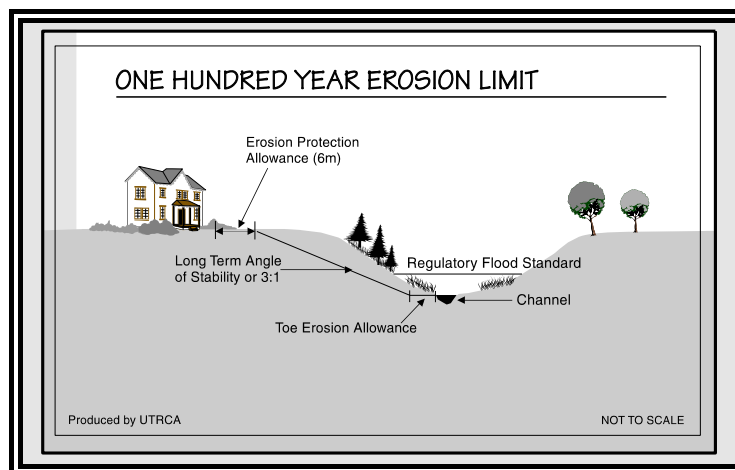 ONE HUNDRED YEAR EROSION LIMIT
Erosion Protection
Allowance (6m)
Long Term Angle
of Stability or 3:1
Regulatory Flood Standard
Channel
Toe Erosion Allowance
Produced by UTRCA
NOT TO SCALE